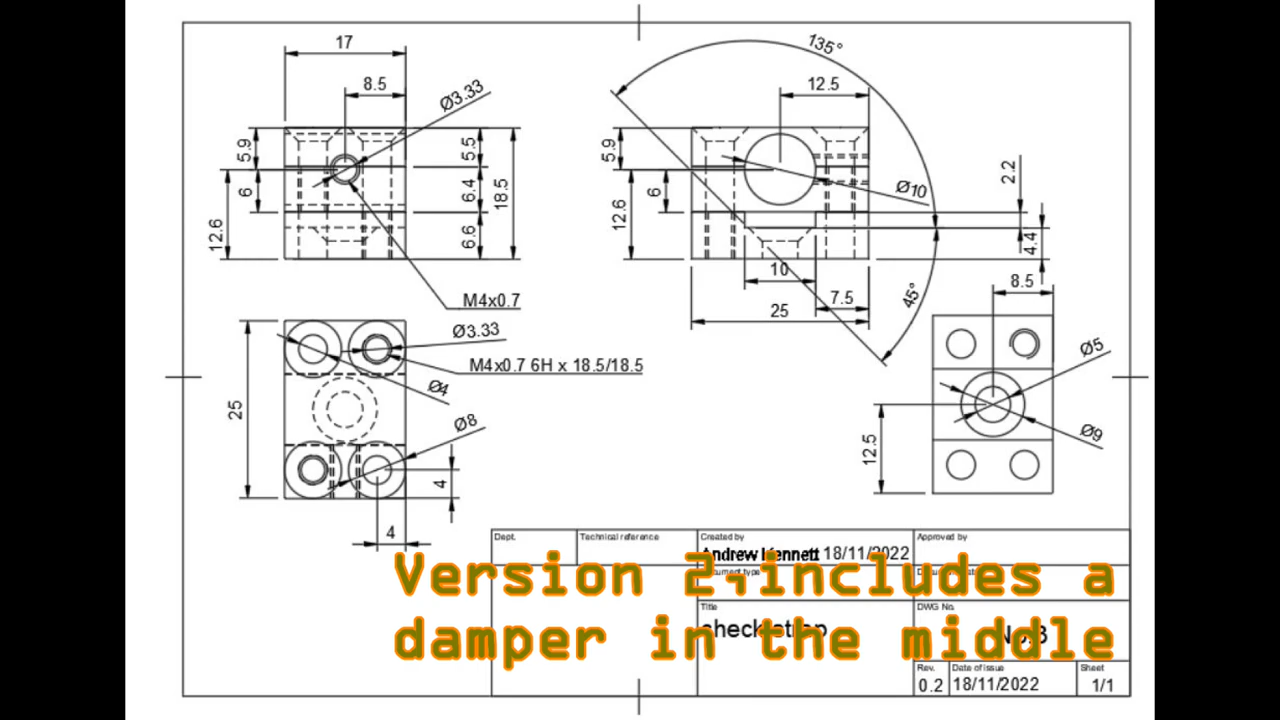 17
8.5
Ø3.33
5.9
6
12.6
5.5
6.4
6.6
18.5
M4x0.7
135°
12.5
5.9
6
12.6
Ø10
2.2
4.4
10
7.5
25
45°
Ø3.33
M4x0.7 6H x 18.5/18.5
Ø4
Ø8
25
4
4
8.5
Ø5
Ø9
12.5
Dept.
Technical reference
Created by
Andrew Kennett 18/11/2022
Approved by
Version 2, includes a
damper in the middle
Title
DWG No.
Rev.
0.2
Date of issue
18/11/2022
Sheet
1/1